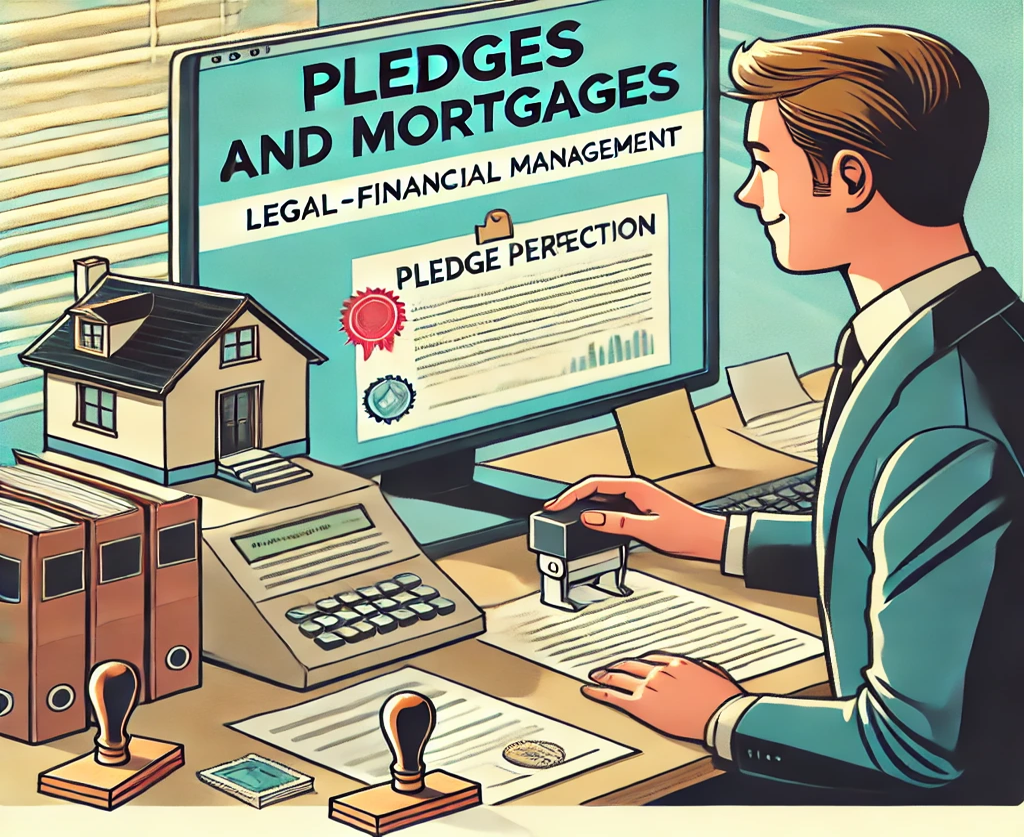 PLEDGES
AND MORTGAGES
LEGAL-FINANCIAL MANAGEMENT
PLEDGE PERFECTION